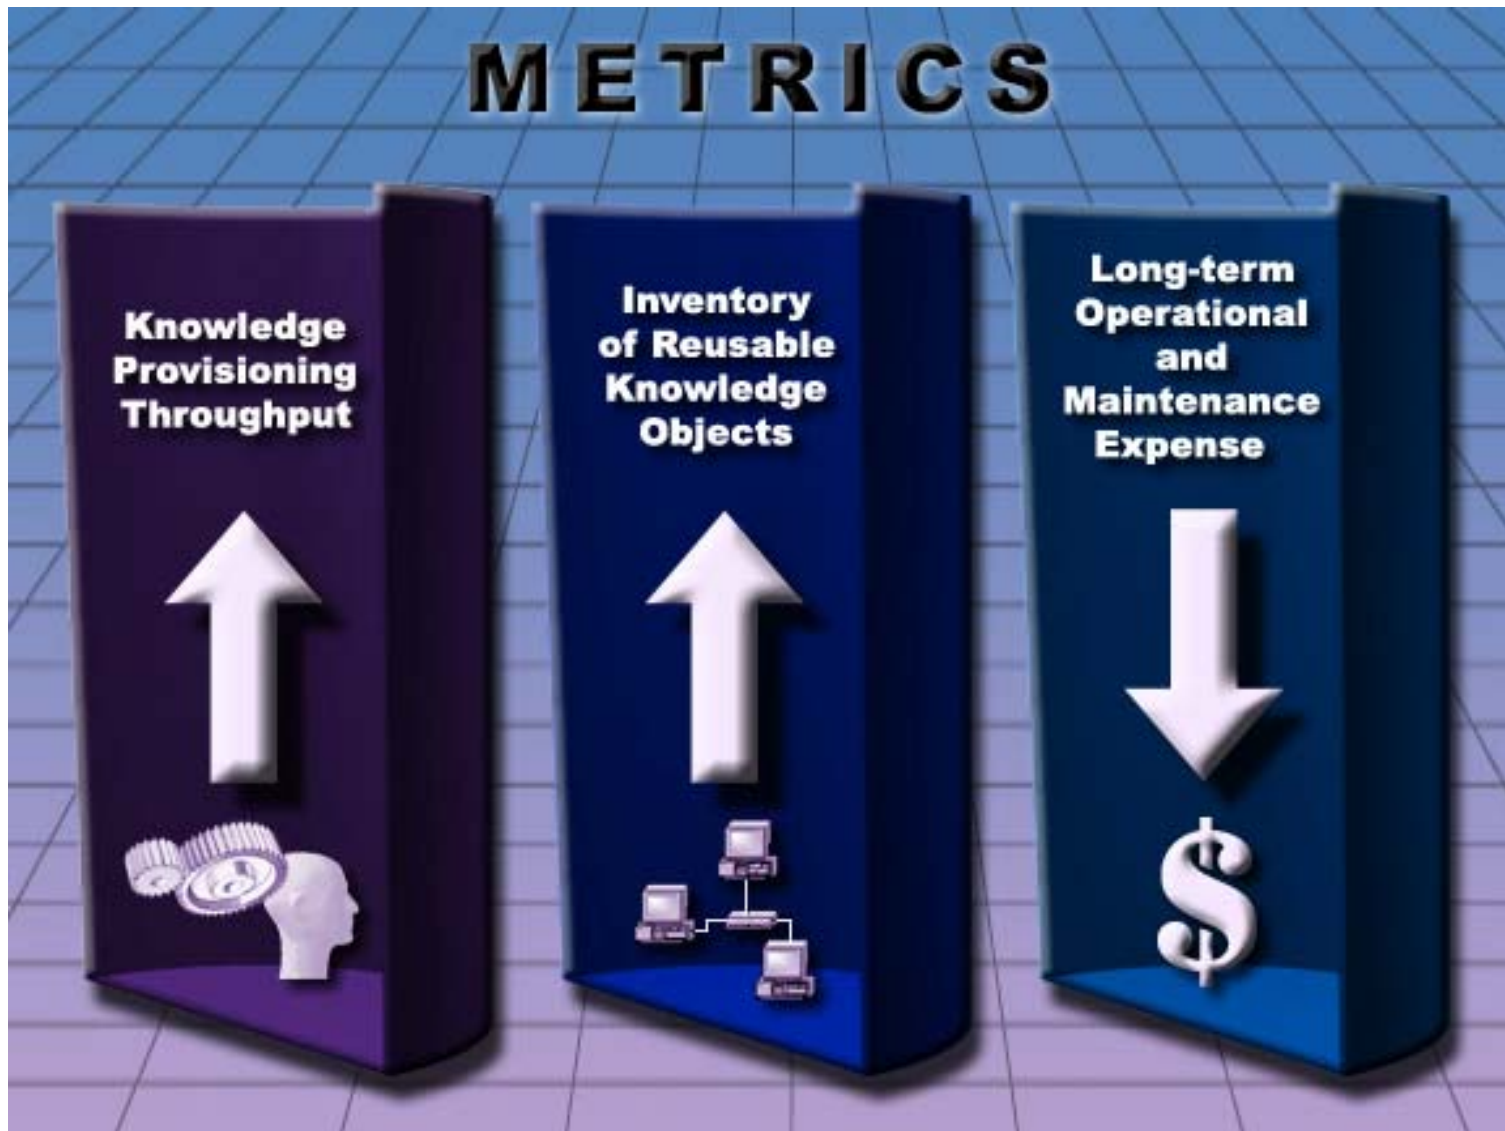 METRICS
Knowledge
Provisioning
Throughput
Inventory
of Reusable
Knowledge
Objects
Long-term
Operational
and
Maintenance
Expense
$